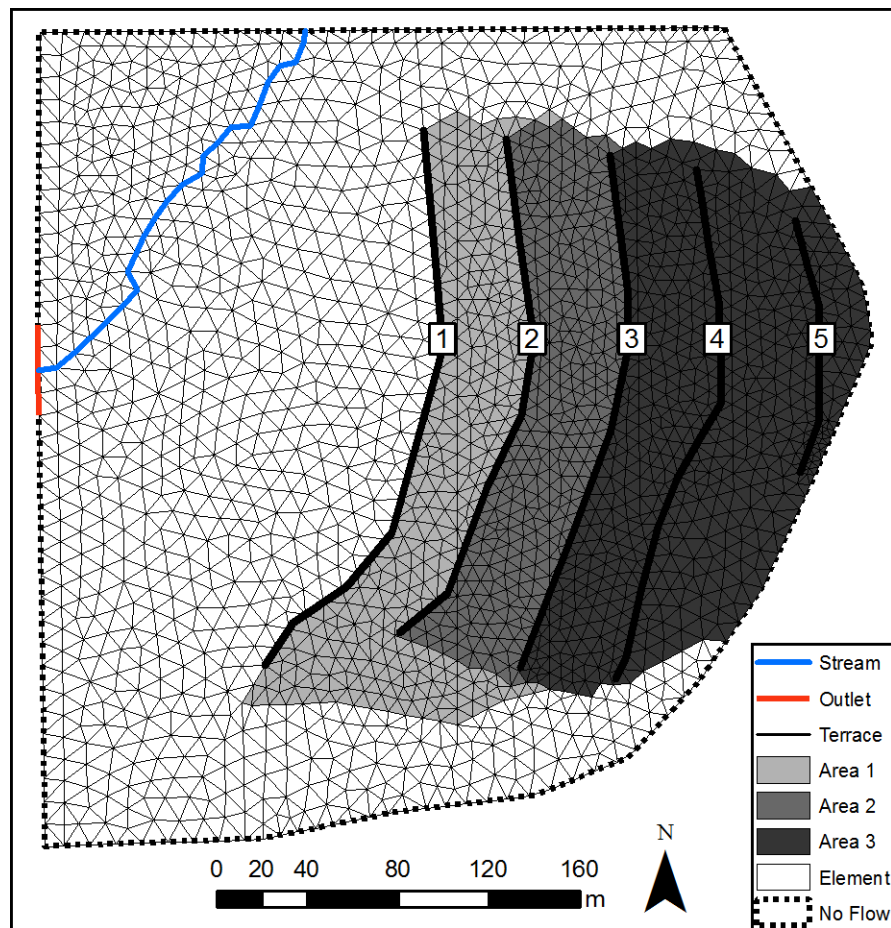 1 2 3 4 5
Stream
Outlet
Terrace
Area 1
Area 2
Area 3
Element
No Flow
N
0 20 40 80 120 160
m